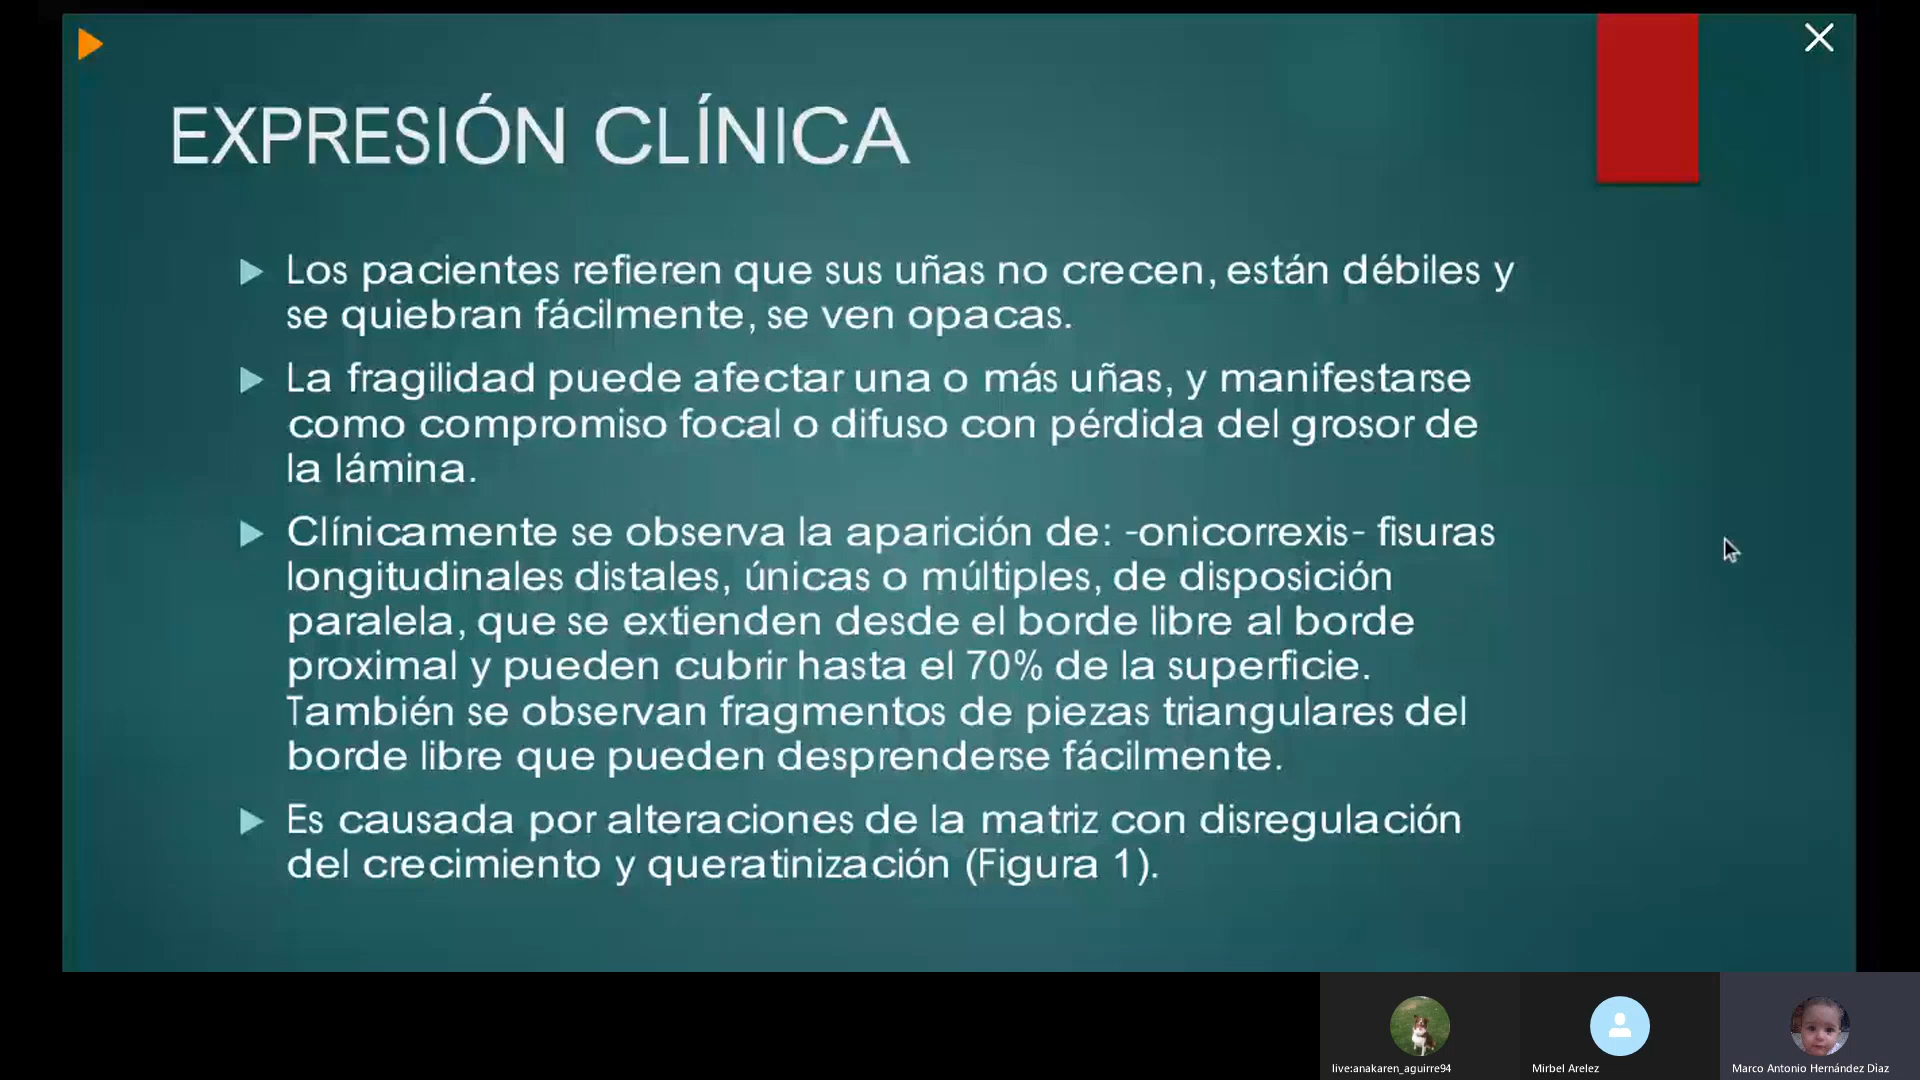 EXPRESIÓN CLÍNICA
Los pacientes refieren que sus uñas no crecen, están débiles y
se quiebran fácilmente, se ven opacas.
La fragilidad puede afectar una o más uñas, y manifestarse
como compromiso focal o difuso con pérdida del grosor de
la lámina.
Clínicamente se observa la aparición de: -onicorrexis- fisuras
longitudinales distales, únicas o múltiples, de disposición
paralela, que se extienden desde el borde libre al borde
proximal y pueden cubrir hasta el 70% de la superficie.
También se observan fragmentos de piezas triangulares del
borde libre que pueden desprenderse fácilmente.
Es causada por alteraciones de la matriz con disregulación
del crecimiento y queratinización (Figura 1).
live:anakaren_aguirre94
Mirbel Arelez
Marco Antonio Hernández Dìaz